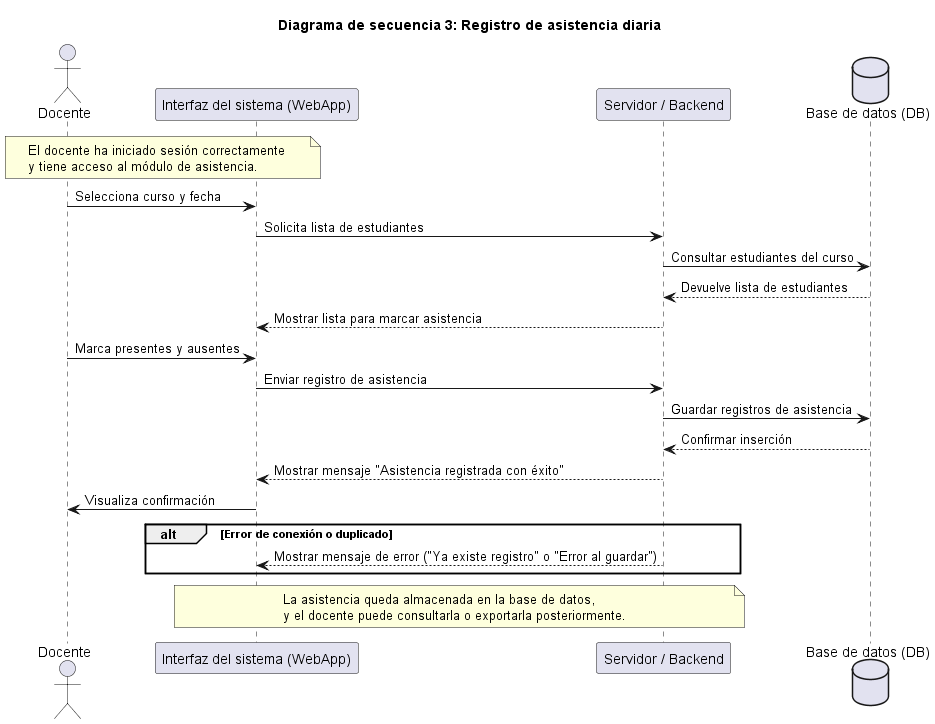 Diagrama de secuencia 3: Registro de asistencia diaria
Docente
Interfaz del sistema (WebApp)
Servidor / Backend
Base de datos (DB)
El docente ha iniciado sesión correctamente
y tiene acceso al módulo de asistencia.
Selecciona curso y fecha
Solicita lista de estudiantes
Consultar estudiantes del curso
Devuelve lista de estudiantes
Mostrar lista para marcar asistencia
Marca presentes y ausentes
Enviar registro de asistencia
Guardar registros de asistencia
Confirmar inserción
Mostrar mensaje "Asistencia registrada con éxito"
Visualiza confirmación
alt [Error de conexión o duplicado]
Mostrar mensaje de error ("Ya existe registro" o "Error al guardar")
La asistencia queda almacenada en la base de datos,
y el docente puede consultarla o exportarla posteriormente.
Docente
Interfaz del sistema (WebApp)
Servidor / Backend
Base de datos (DB)